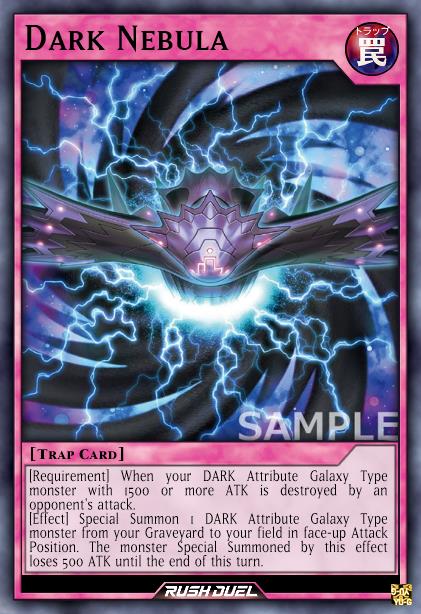 Dark Nebula
トラップ
罠
SAMPLE
[Trap Card]
[Requirement] When your DARK Attribute Galaxy Type
monster with 1500 or more ATK is destroyed by an
opponent's attack.
[Effect] Special Summon 1 DARK Attribute Galaxy Type
monster from your Graveyard to your field in face-up Attack
Position. The monster Special Summoned by this effect
loses 500 ATK until the end of this turn.
RUSH DUEL